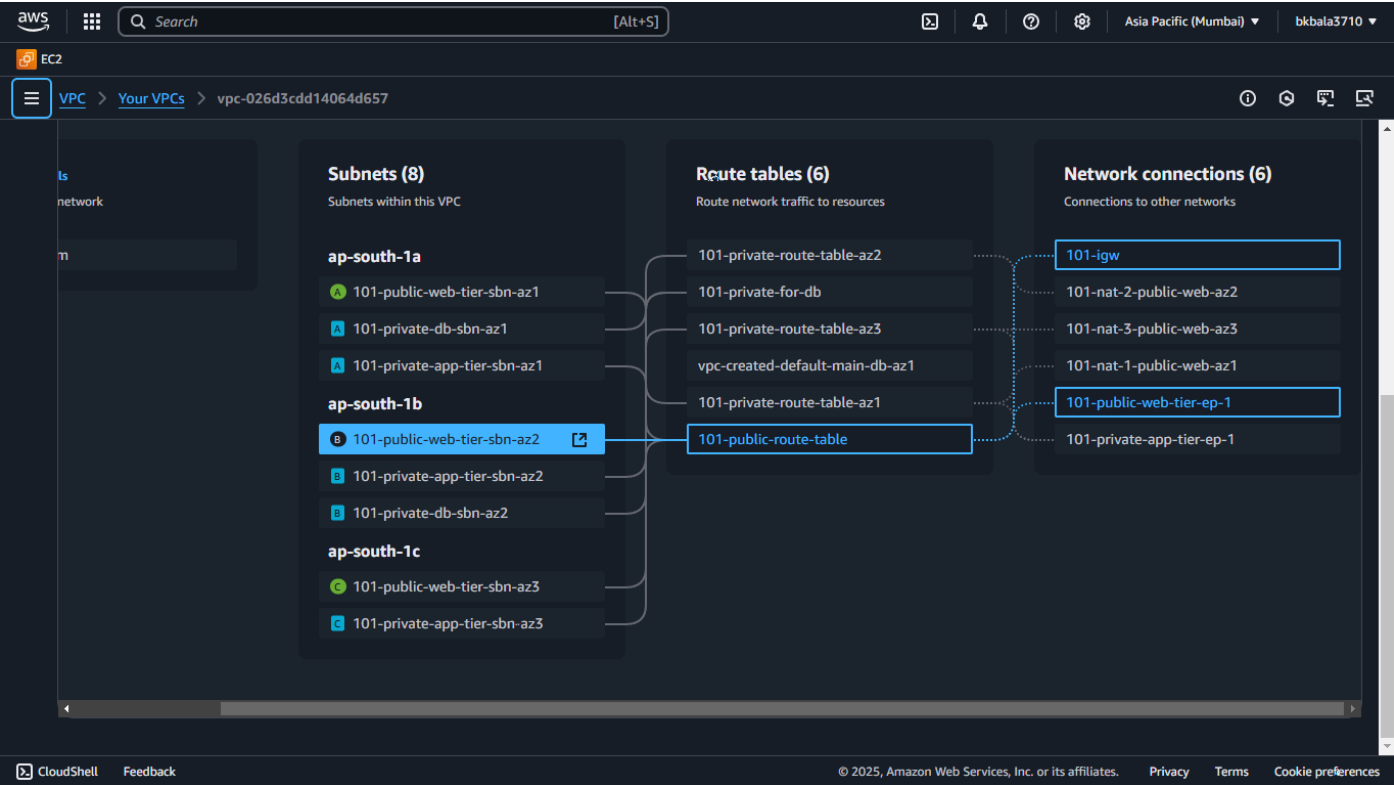 aws
Search [Alt+S]
Asia Pacific (Mumbai) ▼ bkbala3710 ▼
EC2
VPC > Your VPCs > vpc-026d3cdd14064d657
ls
network
m
Subnets (8)
Subnets within this VPC
ap-south-1a
A 101-public-web-tier-sbn-az1
A 101-private-db-sbn-az1
A 101-private-app-tier-sbn-az1
ap-south-1b
B 101-public-web-tier-sbn-az2
B 101-private-app-tier-sbn-az2
B 101-private-db-sbn-az2
ap-south-1c
C 101-public-web-tier-sbn-az3
C 101-private-app-tier-sbn-az3
Route tables (6)
Route network traffic to resources
101-private-route-table-az2
101-private-for-db
101-private-route-table-az3
vpc-created-default-main-db-az1
101-private-route-table-az1
101-public-route-table
Network connections (6)
Connections to other networks
101-igw
101-nat-2-public-web-az2
101-nat-3-public-web-az3
101-nat-1-public-web-az1
101-public-web-tier-ep-1
101-private-app-tier-ep-1
CloudShell Feedback © 2025, Amazon Web Services, Inc. or its affiliates. Privacy Terms Cookie preferences